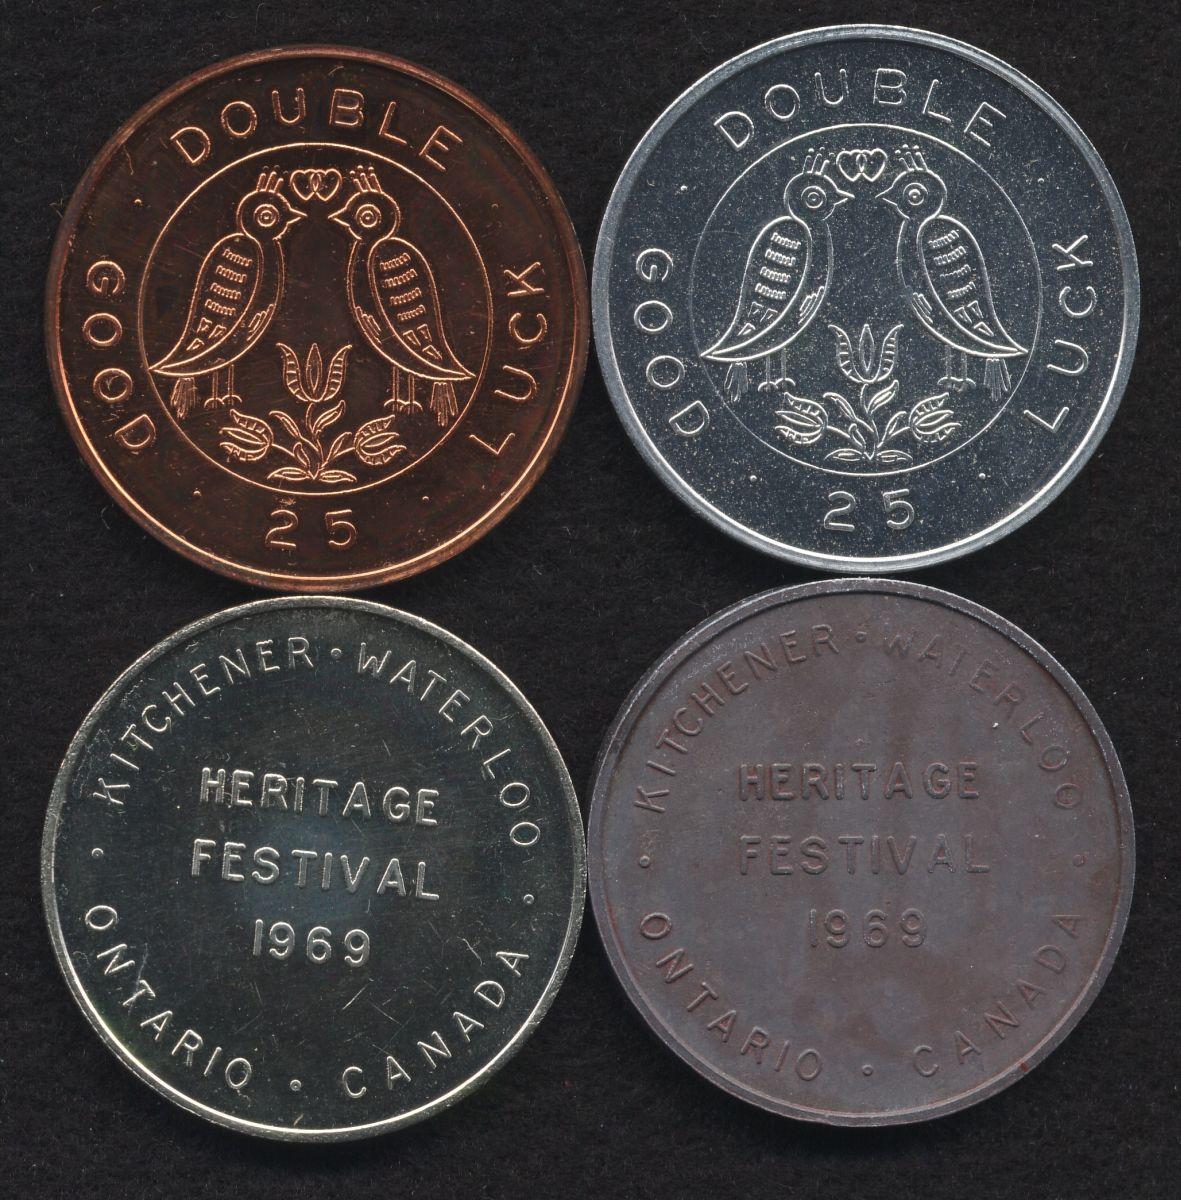 GOOD DOUBLE LUCK
25
GOOD DOUBLE LUCK
25
KITCHENER · WATERLOO
HERITAGE
FESTIVAL
1969
ONTARIO · CANADA
KITCHENER · WATERLOO
HERITAGE
FESTIVAL
1969
ONTARIO · CANADA